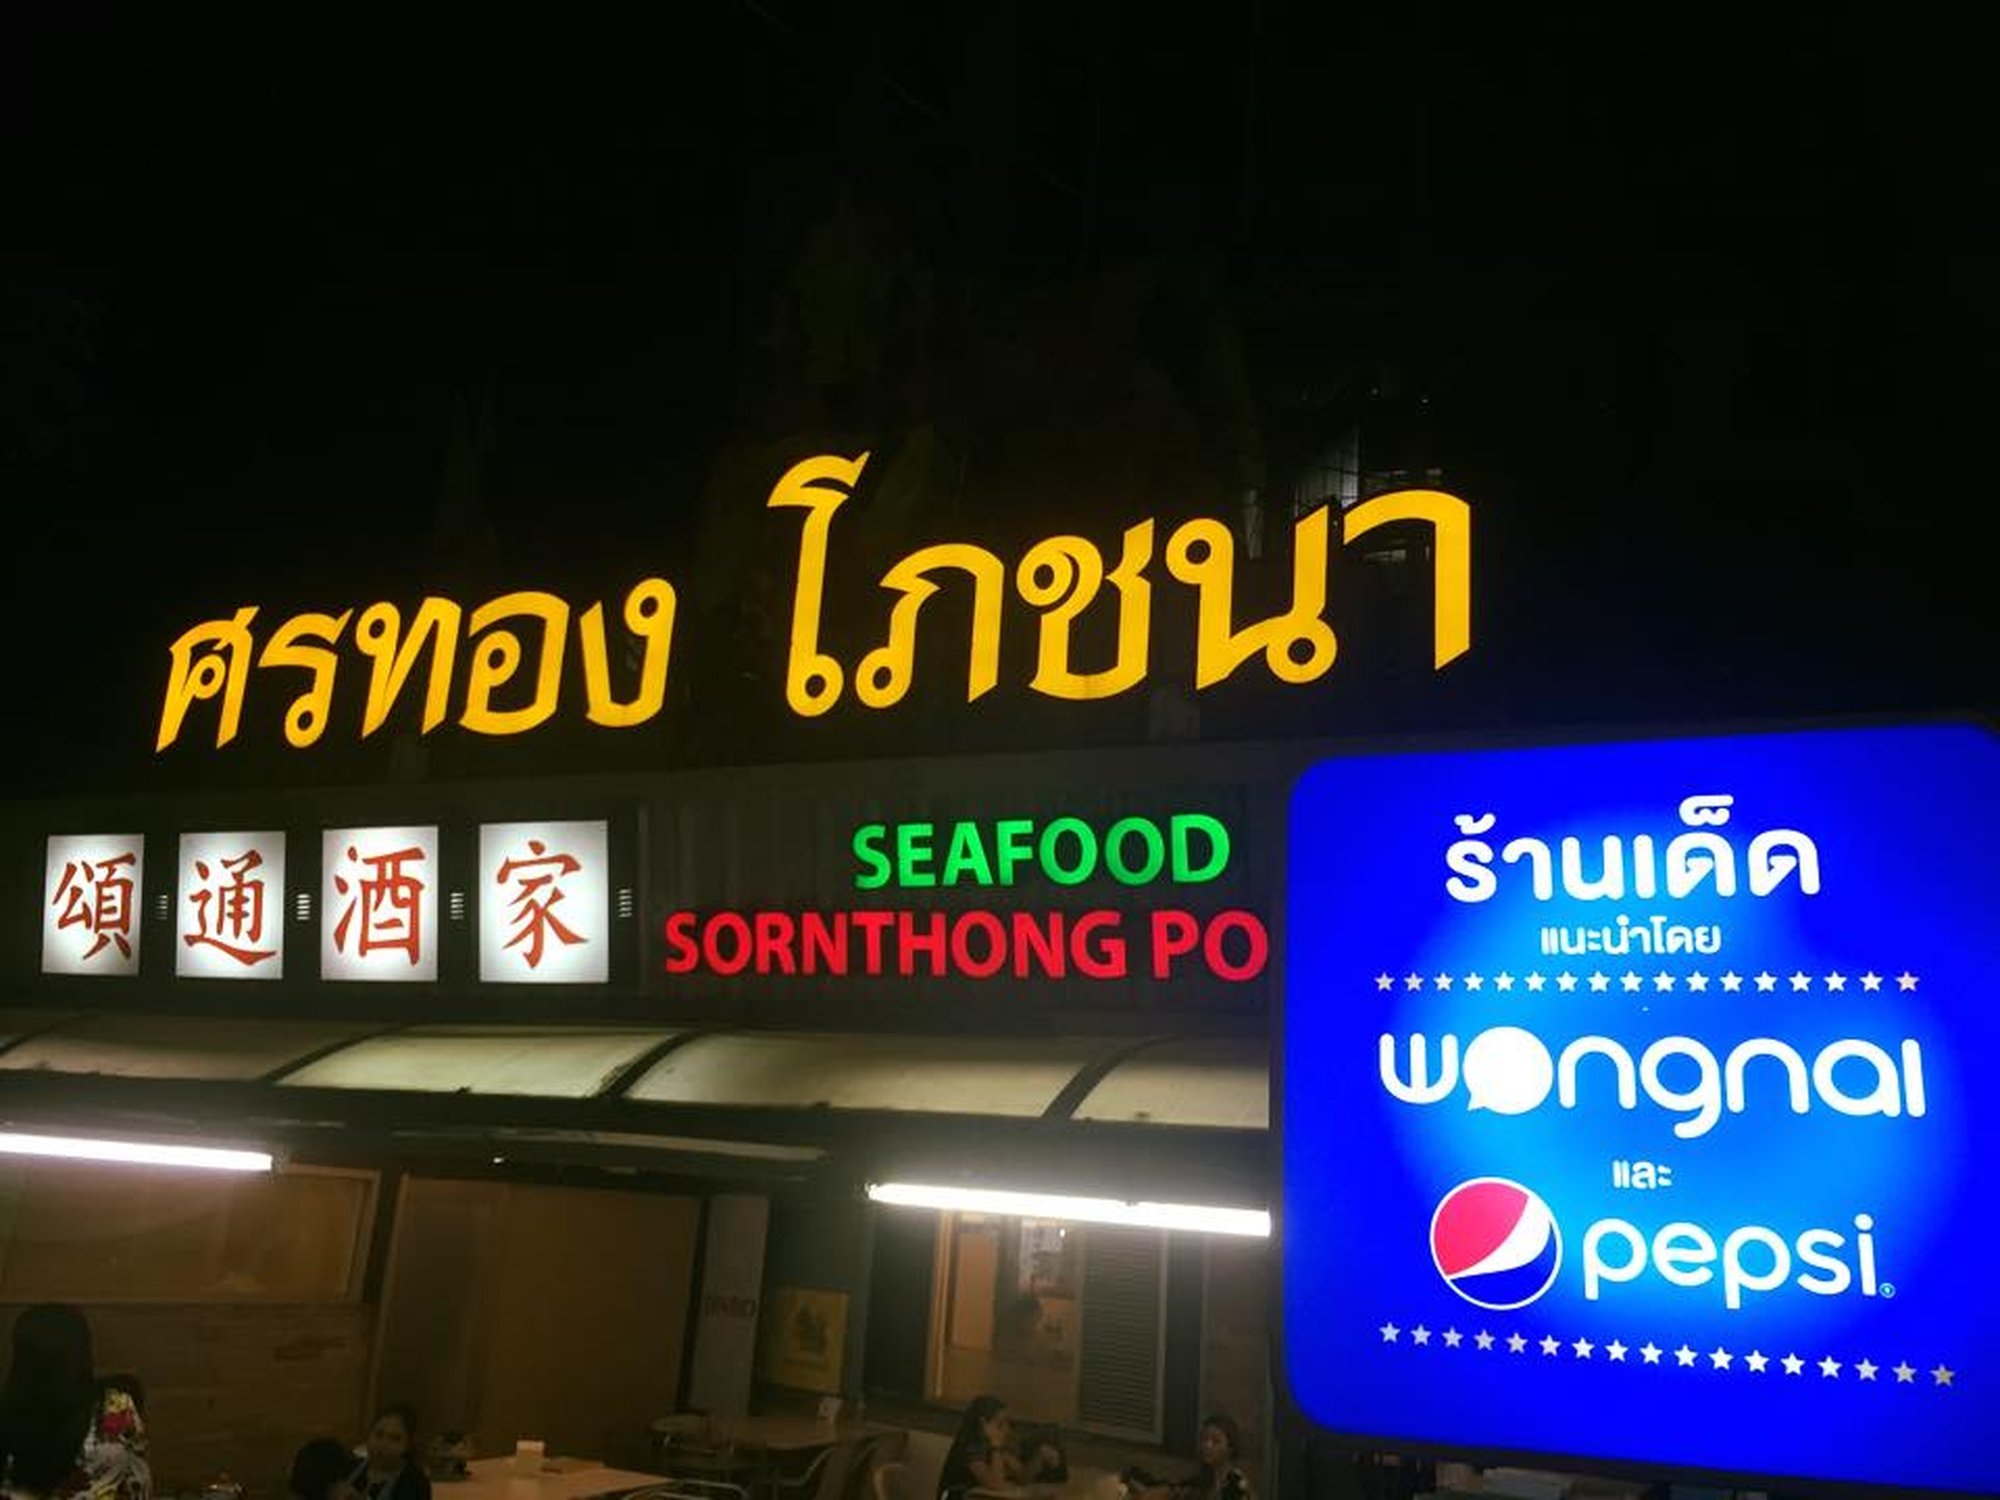 ศรทอง โภชนา
頌通酒家
SEAFOOD
SORNTHONG PO
ร้านเด็ด
แนะนำโดย
wongnai
และ
pepsi